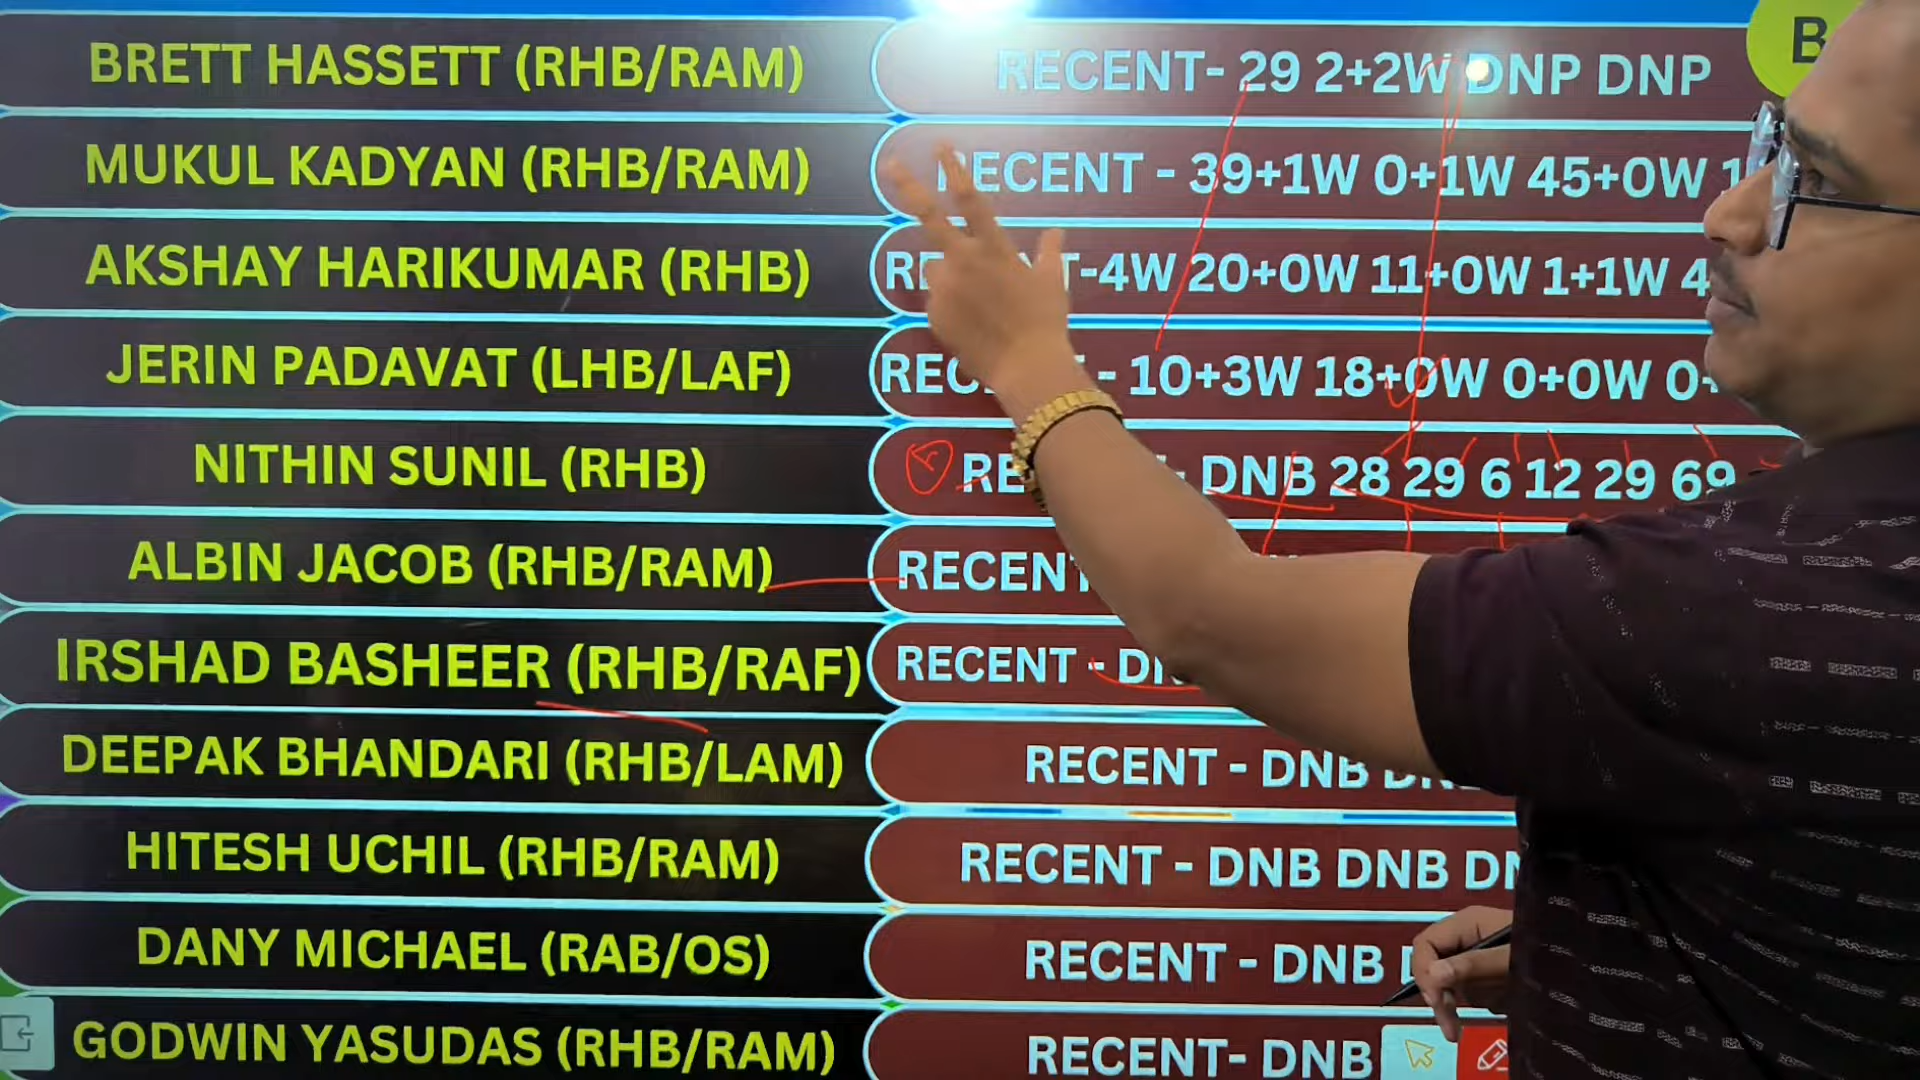 B
BRETT HASSETT (RHB/RAM) RECENT- 29 2+2W DNP DNP
MUKUL KADYAN (RHB/RAM) RECENT - 39+1W 0+1W 45+0W
AKSHAY HARIKUMAR (RHB) -4W 20+0W 11+0W 1+1W
JERIN PADAVAT (LHB/LAF) - 10+3W 18+0W 0+0W
NITHIN SUNIL (RHB) - DNB 28 29 6 12 29 69
ALBIN JACOB (RHB/RAM) RECENT
IRSHAD BASHEER (RHB/RAF) RECENT -
DEEPAK BHANDARI (RHB/LAM) RECENT - DNB
HITESH UCHIL (RHB/RAM) RECENT - DNB DNB
DANY MICHAEL (RAB/OS) RECENT - DNB
GODWIN YASUDAS (RHB/RAM) RECENT- DNB